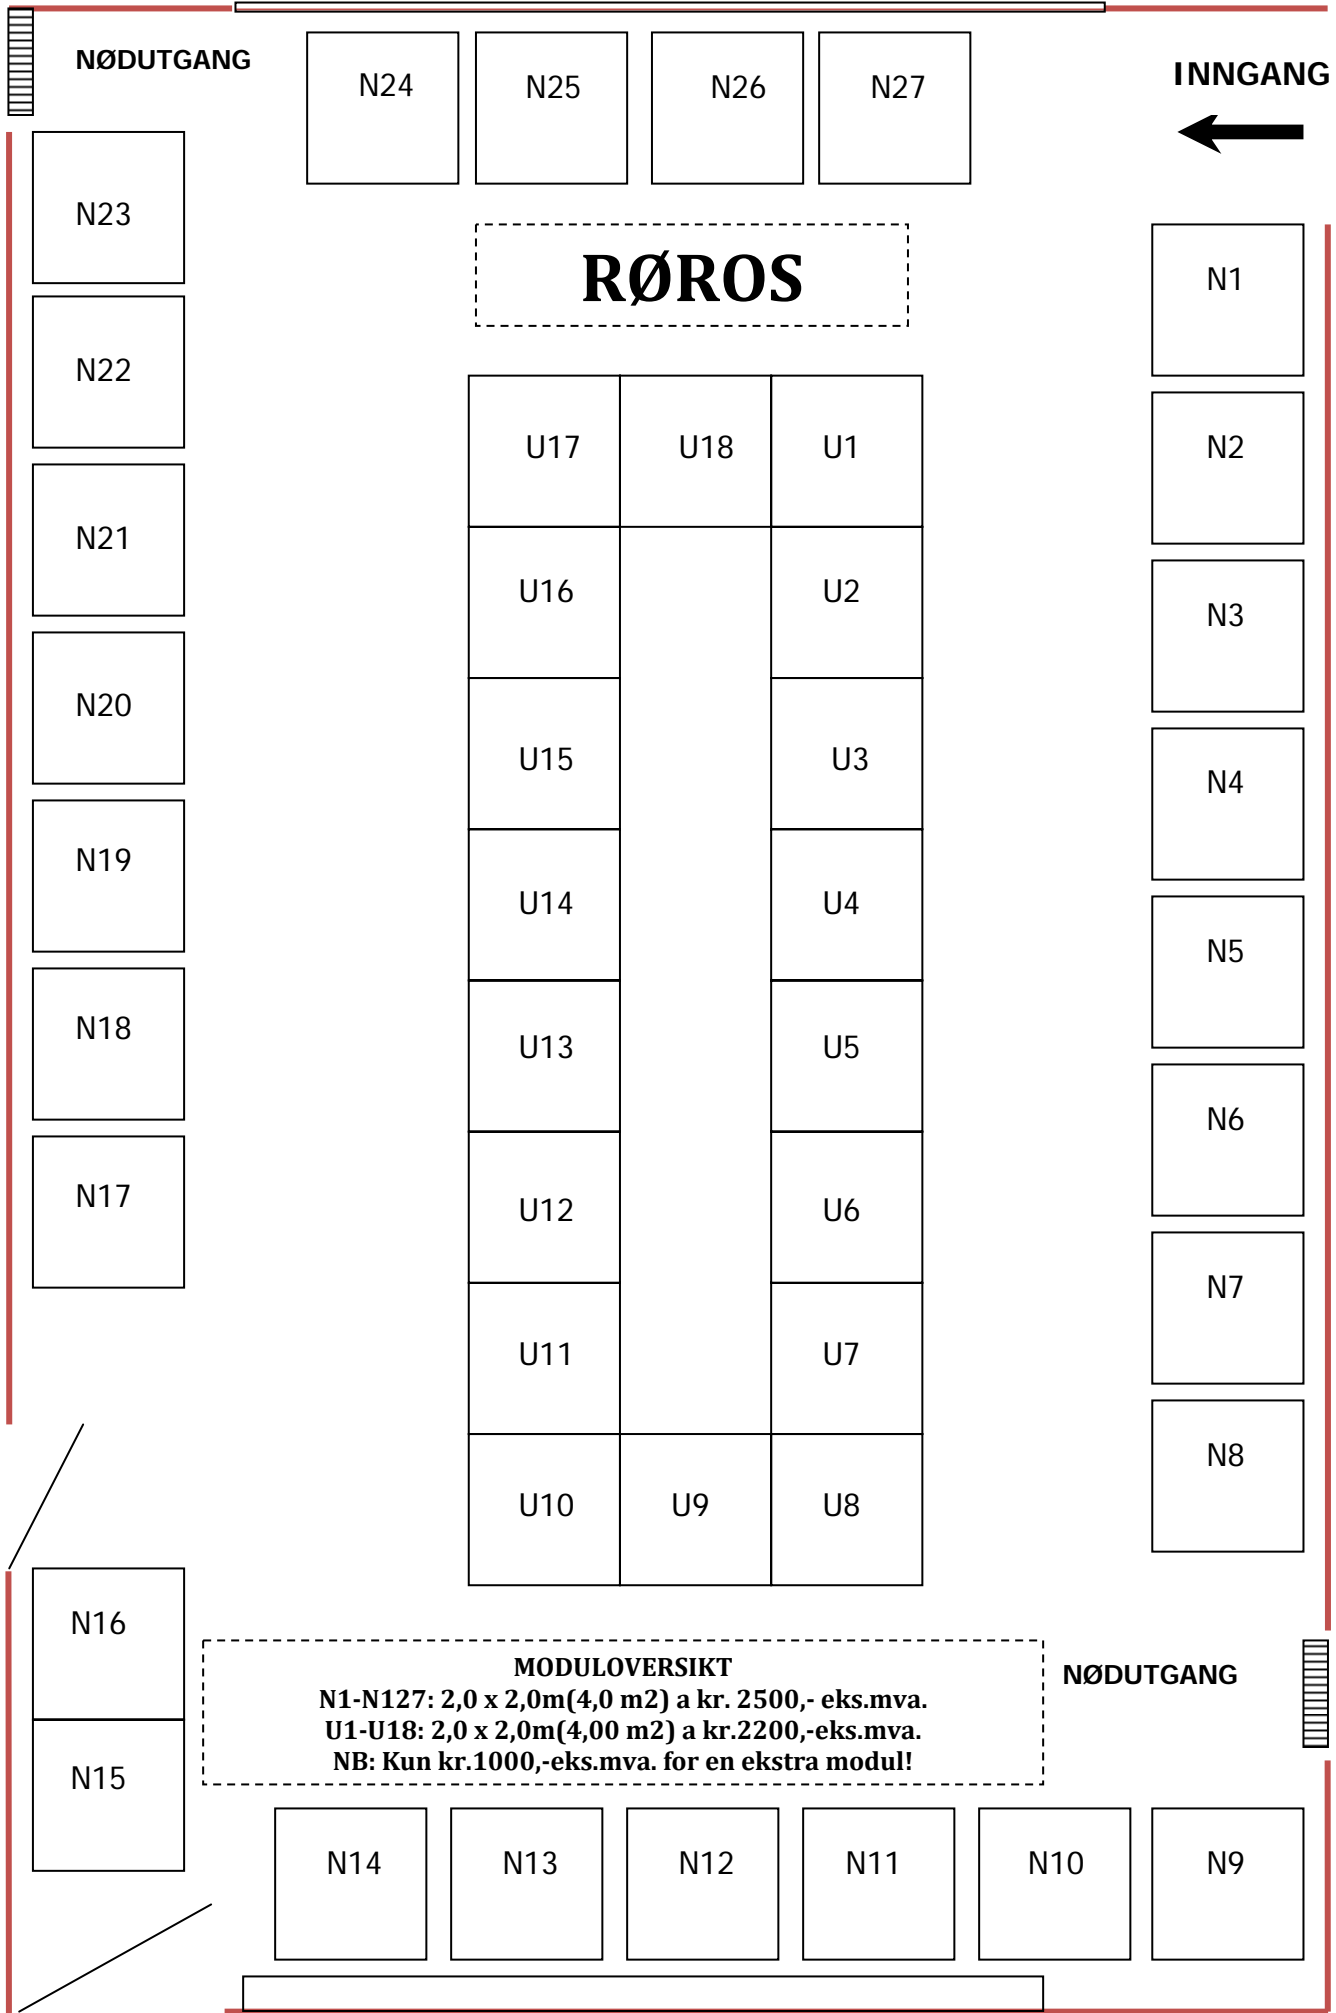 NØDUTGANG
N24
N25
N26
N27
INNGANG
N23
RØROS
N1
N22
U17
U18
U1
N2
N21
U16
U2
N3
N20
U15
U3
N4
N19
U14
U4
N5
N18
U13
U5
N6
N17
U12
U6
N7
U11
U7
N8
U10
U9
U8
N16
MODULOVERSIKT
N1-N127: 2,0 x 2,0m(4,0 m2) a kr. 2500,- eks.mva.
U1-U18: 2,0 x 2,0m(4,00 m2) a kr.2200,-eks.mva.
NB: Kun kr.1000,-eks.mva. for en ekstra modul!
NØDUTGANG
N15
N14
N13
N12
N11
N10
N9